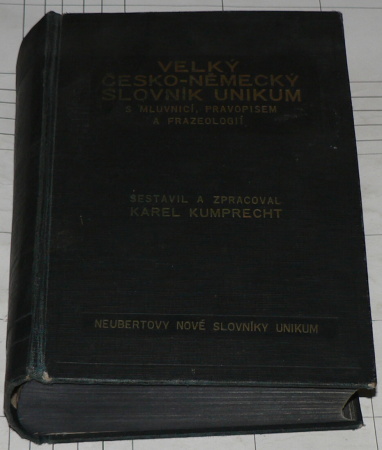 VELKÝ
ČESKO-NĚMECKÝ
SLOVNÍK UNIKUM
S MLUVNICÍ, PRAVOPISEM
A FRAZEOLOGIÍ
SESTAVIL A ZPRACOVAL
KAREL KUMPRECHT
NEUBERTOVY NOVÉ SLOVNÍKY UNIKUM